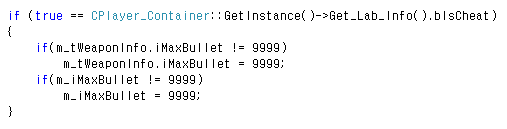 if (true == CPlayer_Container::GetInstance()->Get_Lab_Info().bIsCheat)
{
    if(m_tWeaponInfo.iMaxBullet != 9999)
        m_tWeaponInfo.iMaxBullet = 9999;
    if(m_iMaxBullet != 9999)
        m_iMaxBullet = 9999;
}